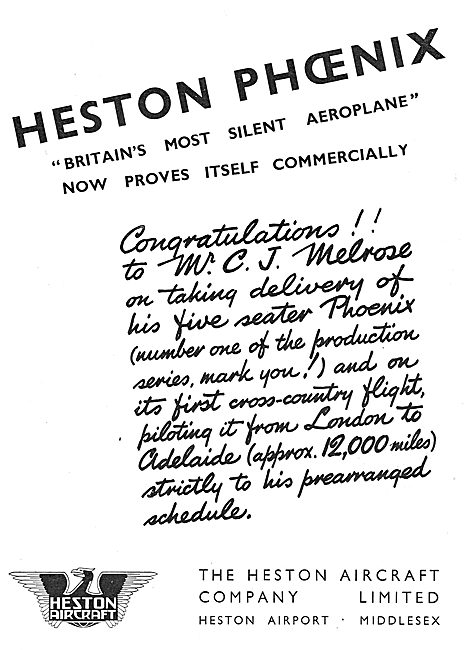 HESTON PHŒNIX
"BRITAIN'S MOST SILENT AEROPLANE"
NOW PROVES ITSELF COMMERCIALLY
Congratulations!!
to Mr. C. J. Melrose
on taking delivery of
his five seater Phoenix
(number one of the production
series, mark you!) and on
its first cross-country flight,
piloting it from London to
Adelaide (approx. 12,000 miles)
strictly to his prearranged
schedule.
HESTON
AIRCRAFT
THE HESTON AIRCRAFT
COMPANY LIMITED
HESTON AIRPORT · MIDDLESEX